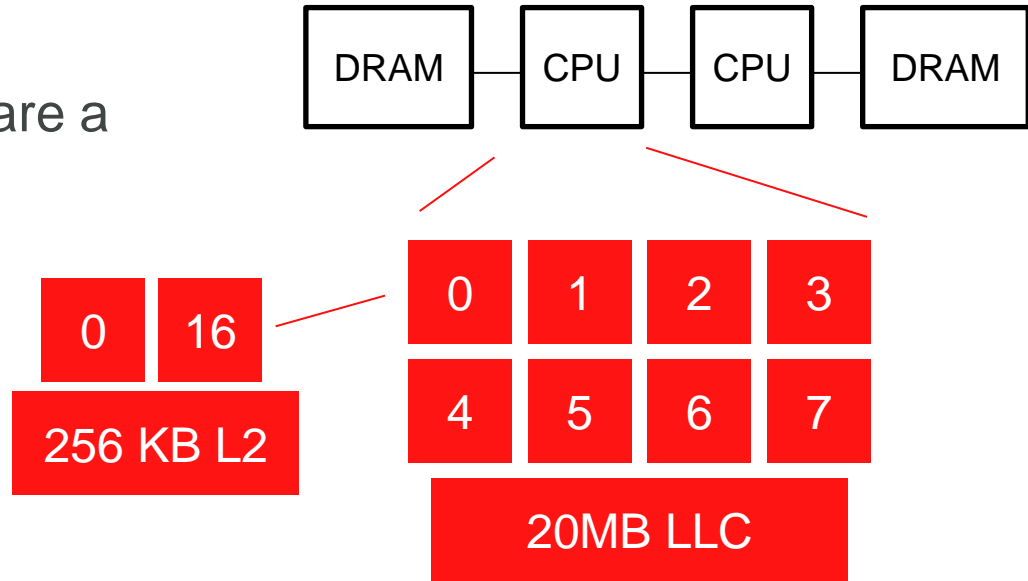 DRAM CPU CPU DRAM
are a
0 1 2 3
0 16
4 5 6 7
256 KB L2
20MB LLC